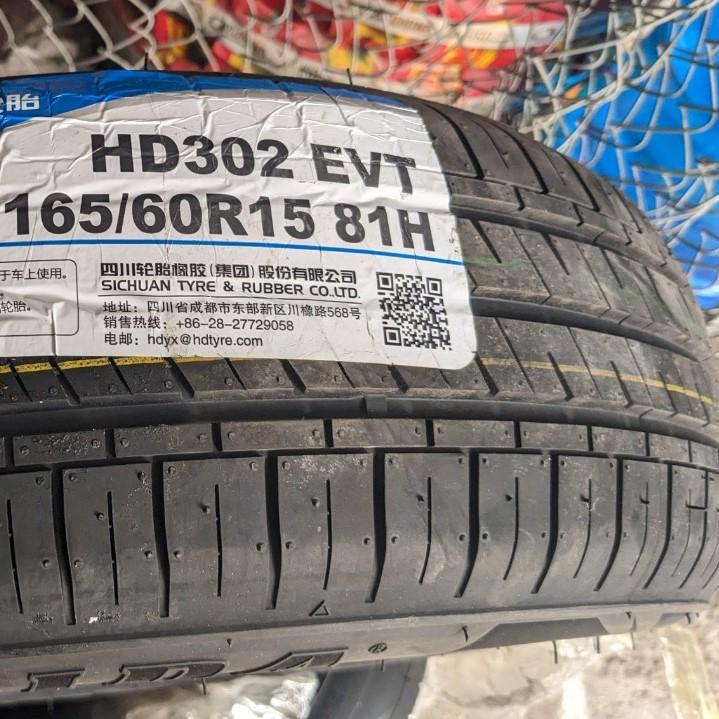 胎
HD302 EVT
165/60R15 81H
于车上使用。
轮胎。
四川轮胎橡胶(集团)股份有限公司
SICHUAN TYRE & RUBBER CO.,LTD.
地址: 四川省成都市东部新区川橡路568号
销售热线: +86-28-27729058
电邮: hdyx@hdtyre.com